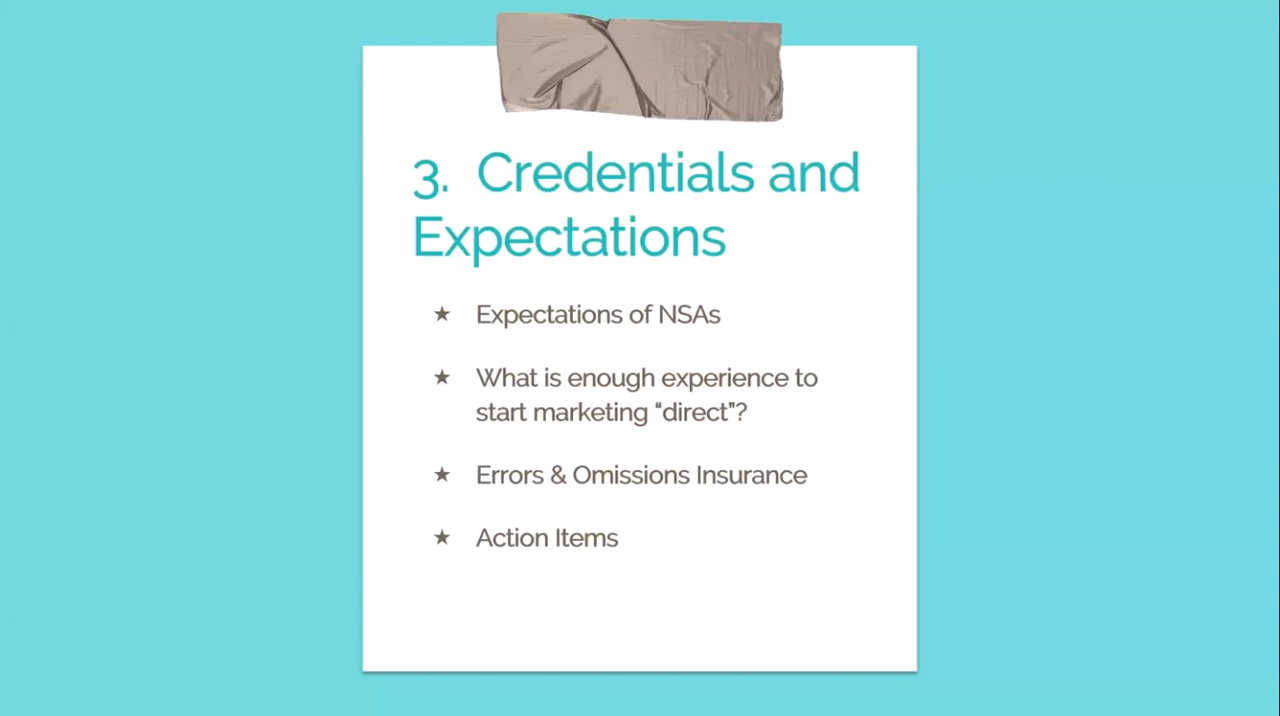 3. Credentials and
Expectations
★ Expectations of NSAs
★ What is enough experience to
start marketing “direct”?
★ Errors & Omissions Insurance
★ Action Items